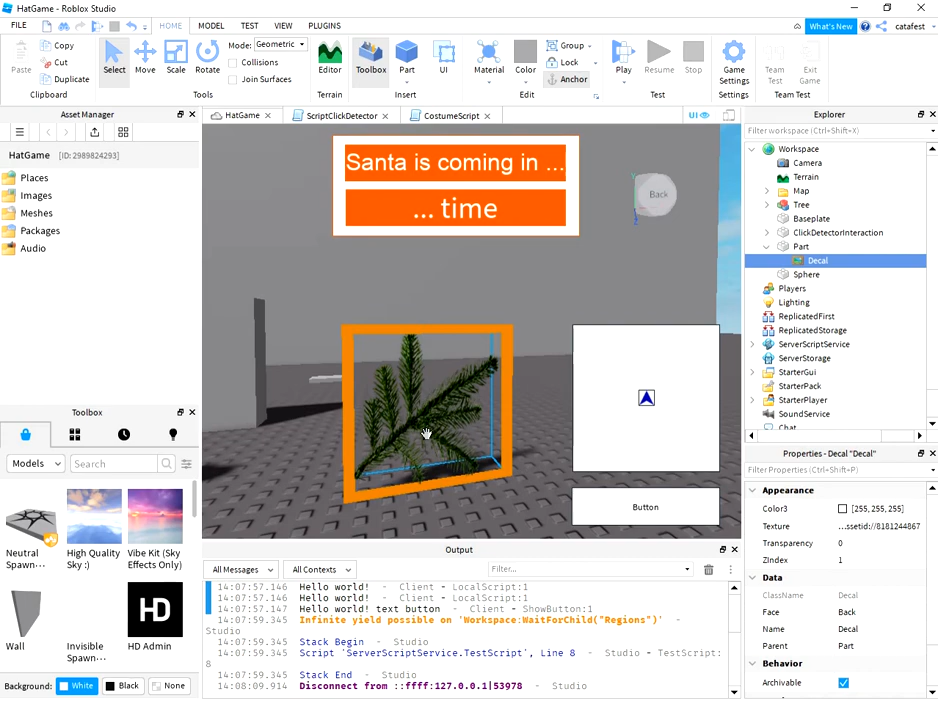 HatGame - Roblox Studio
FILE HOME MODEL TEST VIEW PLUGINS What's New catafest
Paste Copy Cut Duplicate Clipboard
Select Move Scale Rotate Mode: Geometric Collisions Join Surfaces Tools
Editor Terrain
Toolbox Part UI Insert
Material Color Group Lock Anchor Edit
Play Resume Stop Test
Game Settings Settings
Team Test Exit Game Team Test
Asset Manager
HatGame [ID: 2989824293]
Places
Images
Meshes
Packages
Audio
Toolbox
Models Search
Neutral Spawn...
High Quality Sky :)
Vibe Kit (Sky Effects Only)
Wall
Invisible Spawn...
HD
HD Admin
Background: White Black None
HatGame ScriptClickDetector CostumeScript UI
Santa is coming in ...
... time
Back
Button
Output
All Messages All Contexts Filter...
14:07:57.146 Hello world! - Client - LocalScript:1
14:07:57.146 Hello world! - Client - LocalScript:1
14:07:57.147 Hello world! text button - Client - ShowButton:1
14:07:59.345 Infinite yield possible on 'Workspace:WaitForChild("Regions")' -
Studio
14:07:59.345 Stack Begin - Studio
14:07:59.345 Script 'ServerScriptService.TestScript', Line 8 - Studio - TestScript:
8
14:07:59.345 Stack End - Studio
14:08:09.914 Disconnect from ::ffff:127.0.0.1|53978 - Studio
Explorer
Filter workspace (Ctrl+Shift+X)
Workspace
Camera
Terrain
Map
Tree
Baseplate
ClickDetectorInteraction
Part
Decal
Sphere
Players
Lighting
ReplicatedFirst
ReplicatedStorage
ServerScriptService
ServerStorage
StarterGui
StarterPack
StarterPlayer
SoundService
Chat
Properties - Decal "Decal"
Filter Properties (Ctrl+Shift+P)
Appearance
Color3 [255, 255, 255]
Texture ...ssetid://8181244867
Transparency 0
ZIndex 1
Data
ClassName Decal
Face Back
Name Decal
Parent Part
Behavior
Archivable